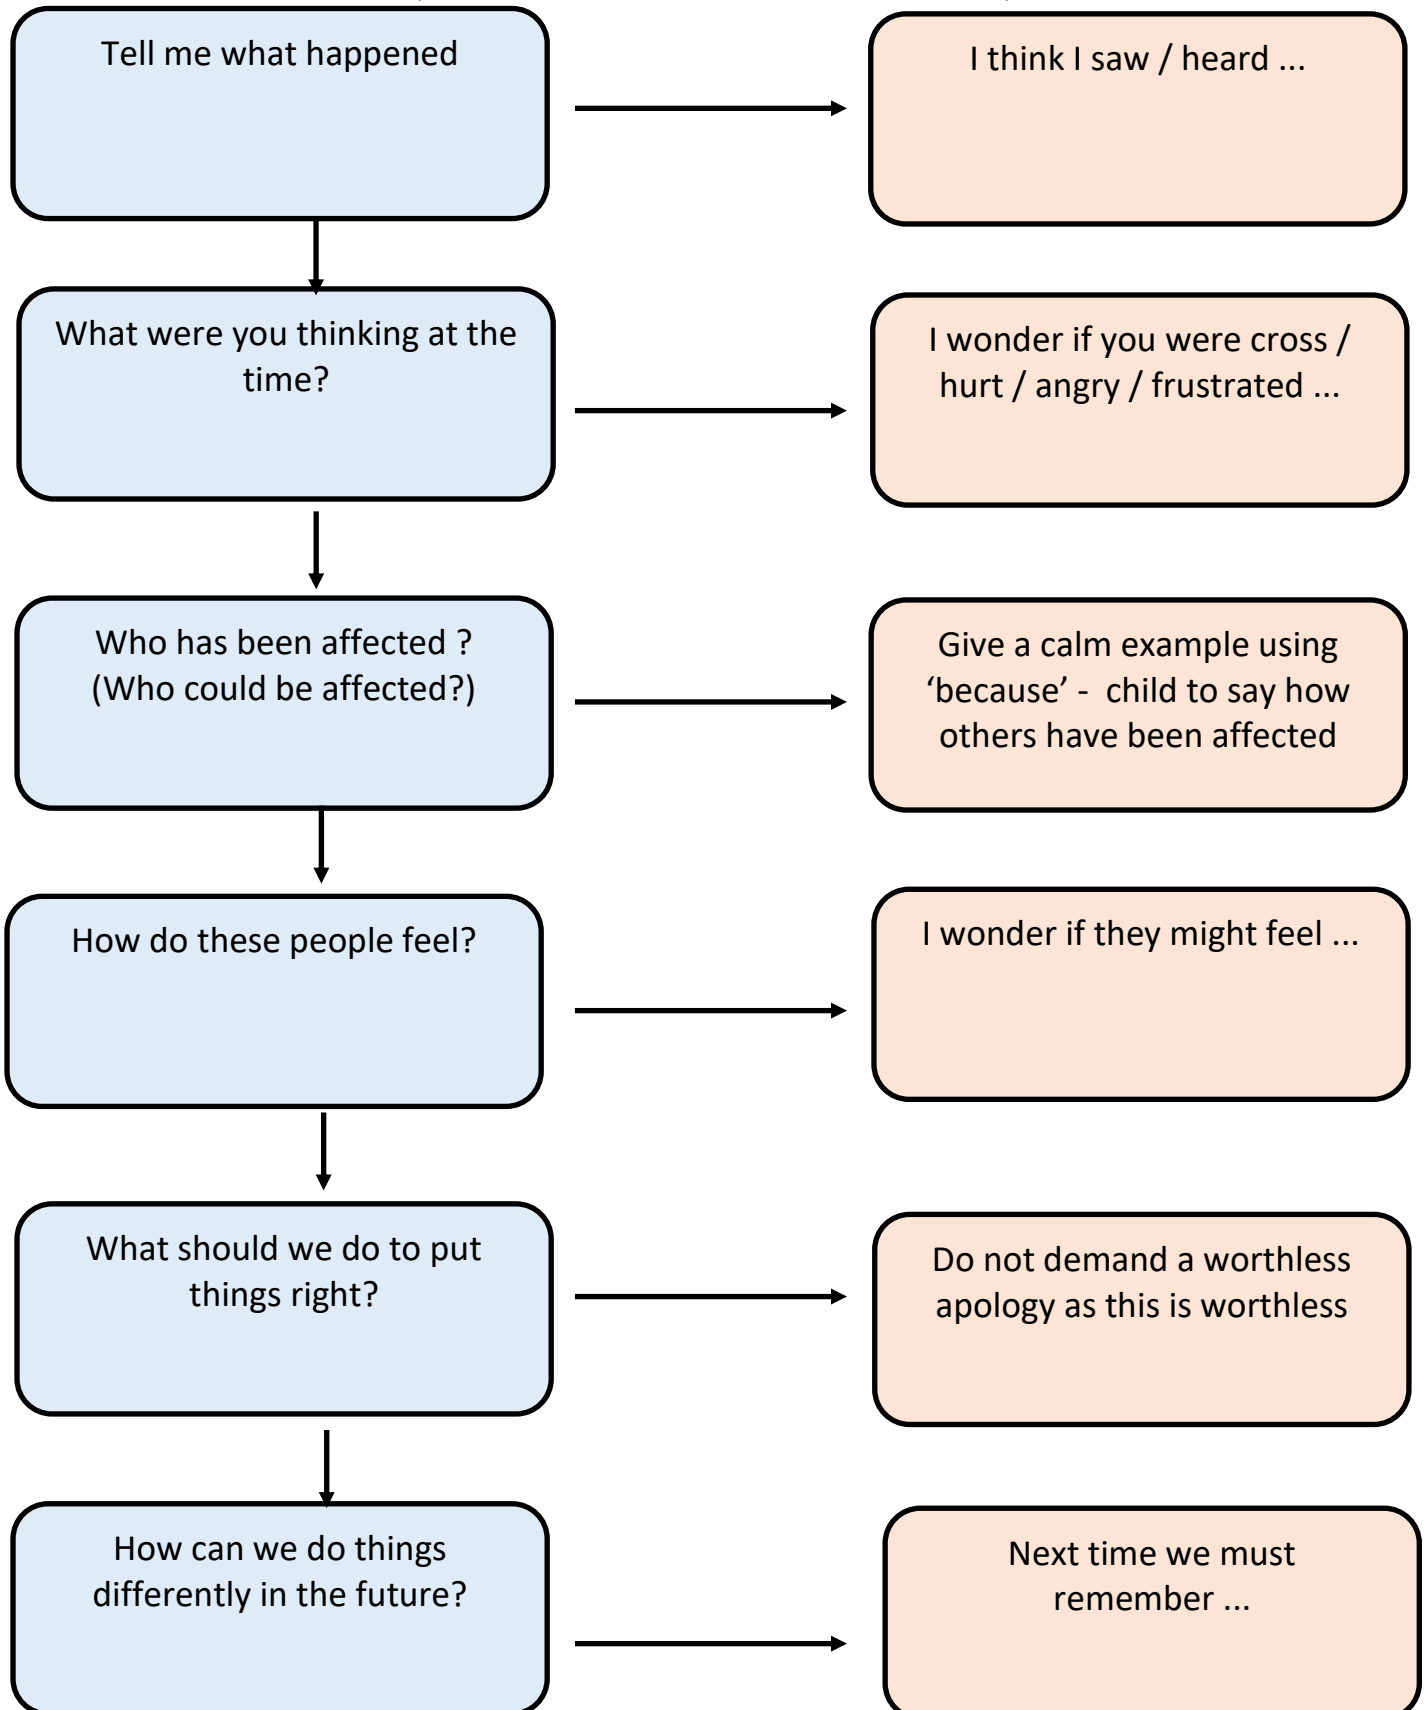 Tell me what happened
I think I saw / heard ...
What were you thinking at the
time?
I wonder if you were cross /
hurt / angry / frustrated ...
Who has been affected ?
(Who could be affected?)
Give a calm example using
‘because’ -  child to say how
others have been affected
How do these people feel?
I wonder if they might feel ...
What should we do to put
things right?
Do not demand a worthless
apology as this is worthless
How can we do things
differently in the future?
Next time we must
remember ...